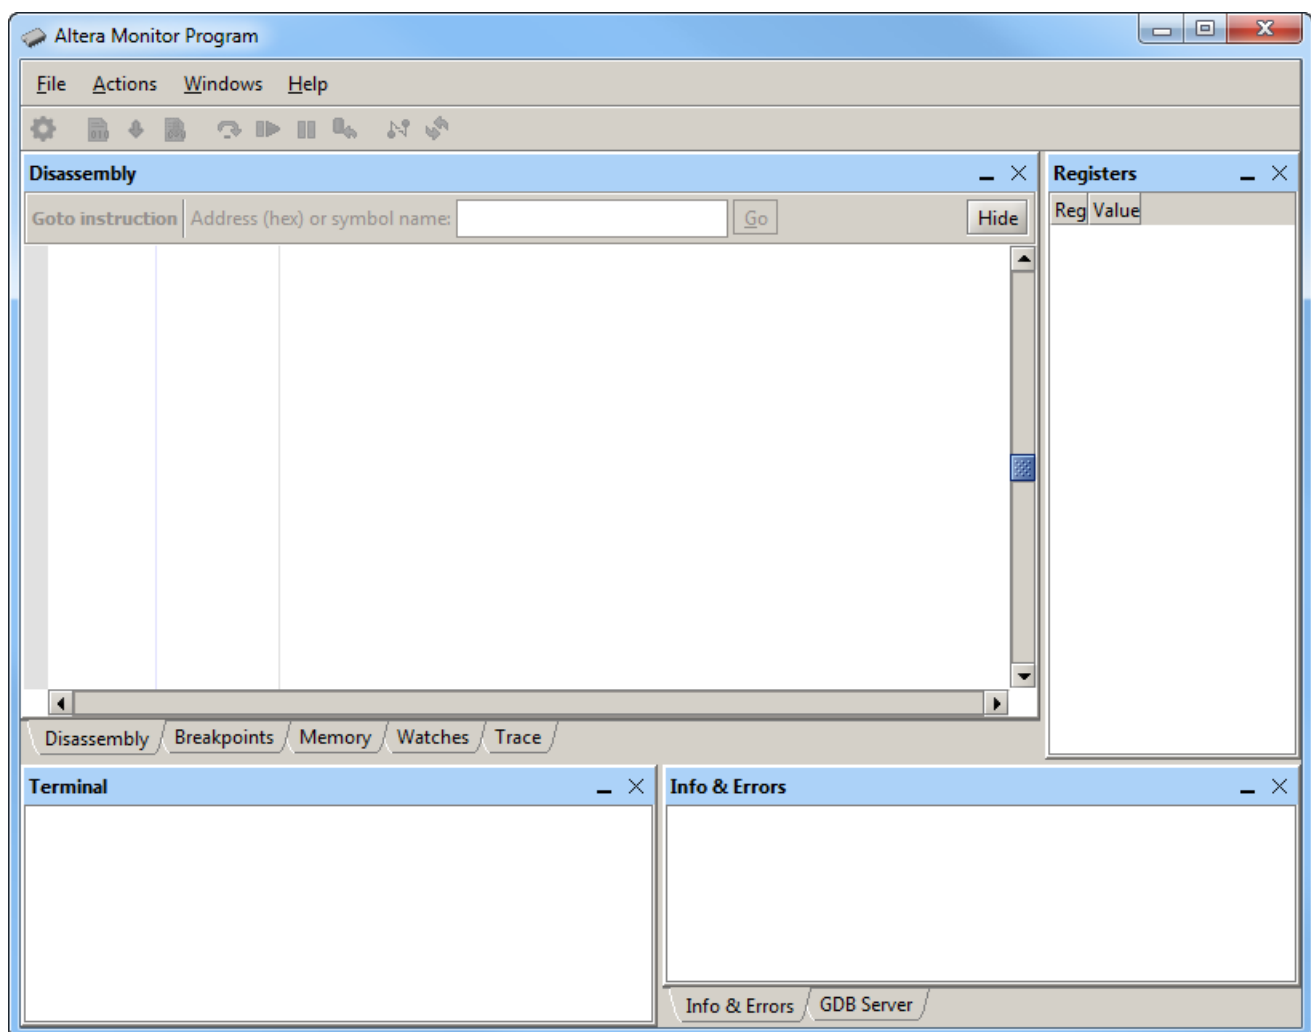 Altera Monitor Program
File Actions Windows Help
Disassembly
Goto instruction Address (hex) or symbol name: Go Hide
Registers
Reg Value
Disassembly Breakpoints Memory Watches Trace
Terminal
Info & Errors
Info & Errors GDB Server